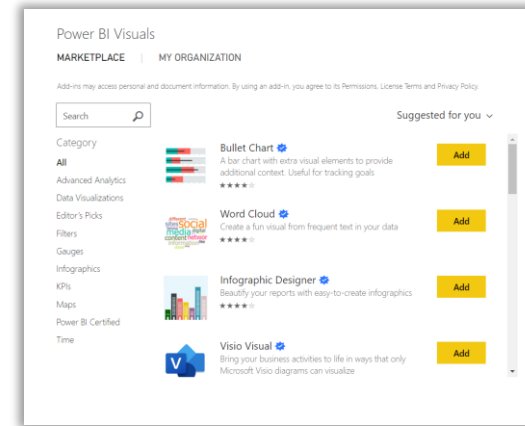 Power BI Visuals
MARKETPLACE | MY ORGANIZATION
Add-ins may access personal and document information. By using an add-in, you agree to its Permissions, License Terms and Privacy Policy.
Search
Suggested for you
Category
All
Advanced Analytics
Data Visualizations
Editor's Picks
Filters
Gauges
Infographics
KPIs
Maps
Power BI Certified
Time
Bullet Chart
A bar chart with extra visual elements to provide
additional context. Useful for tracking goals
Add
social
media
content
Word Cloud
Create a fun visual from frequent text in your data
Add
Infographic Designer
Beautify your reports with easy-to-create infographics
Add
V
Visio Visual
Bring your business activities to life in ways that only
Microsoft Visio diagrams can visualize
Add